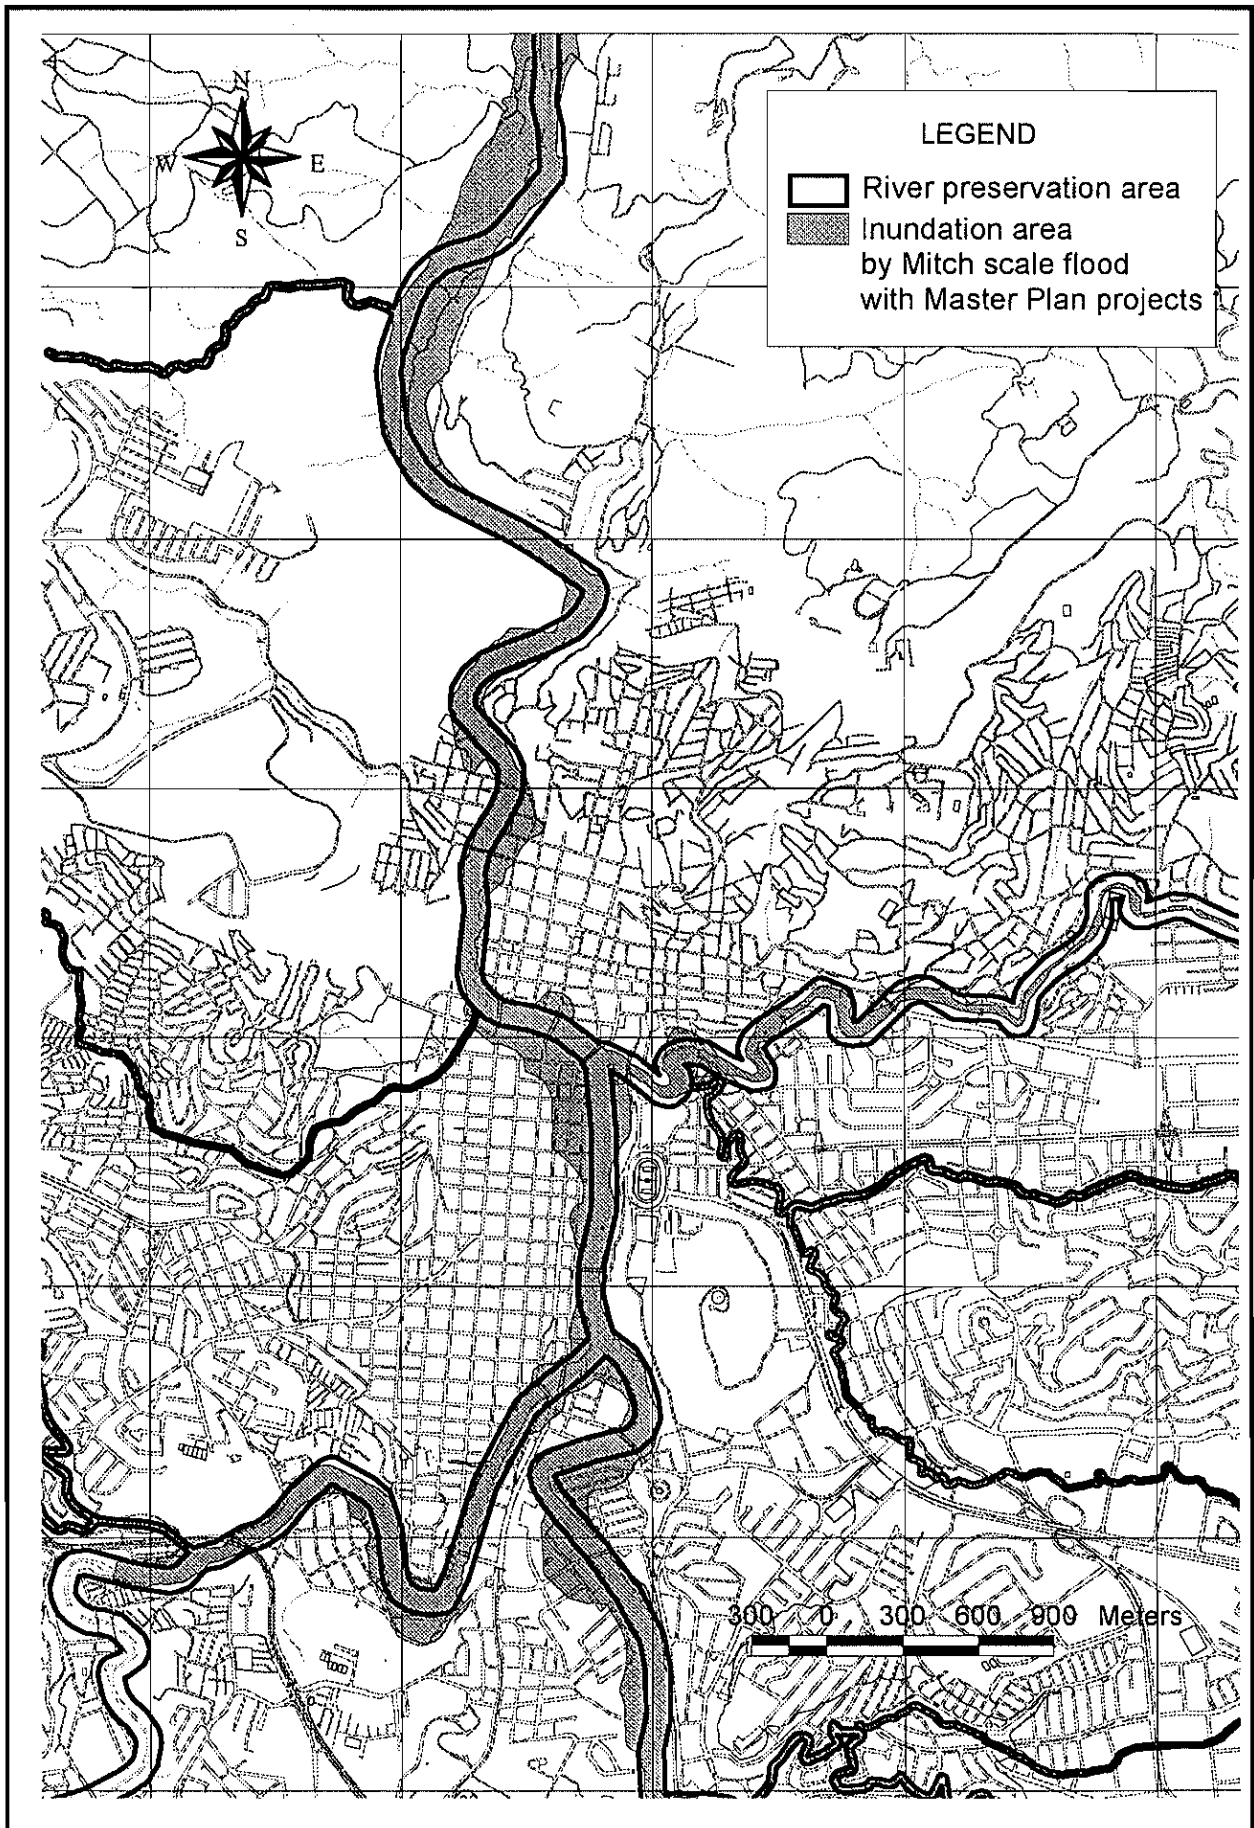 N
W E
S
LEGEND
River preservation area
Inundation area
by Mitch scale flood
with Master Plan projects
300 0 300 600 900 Meters